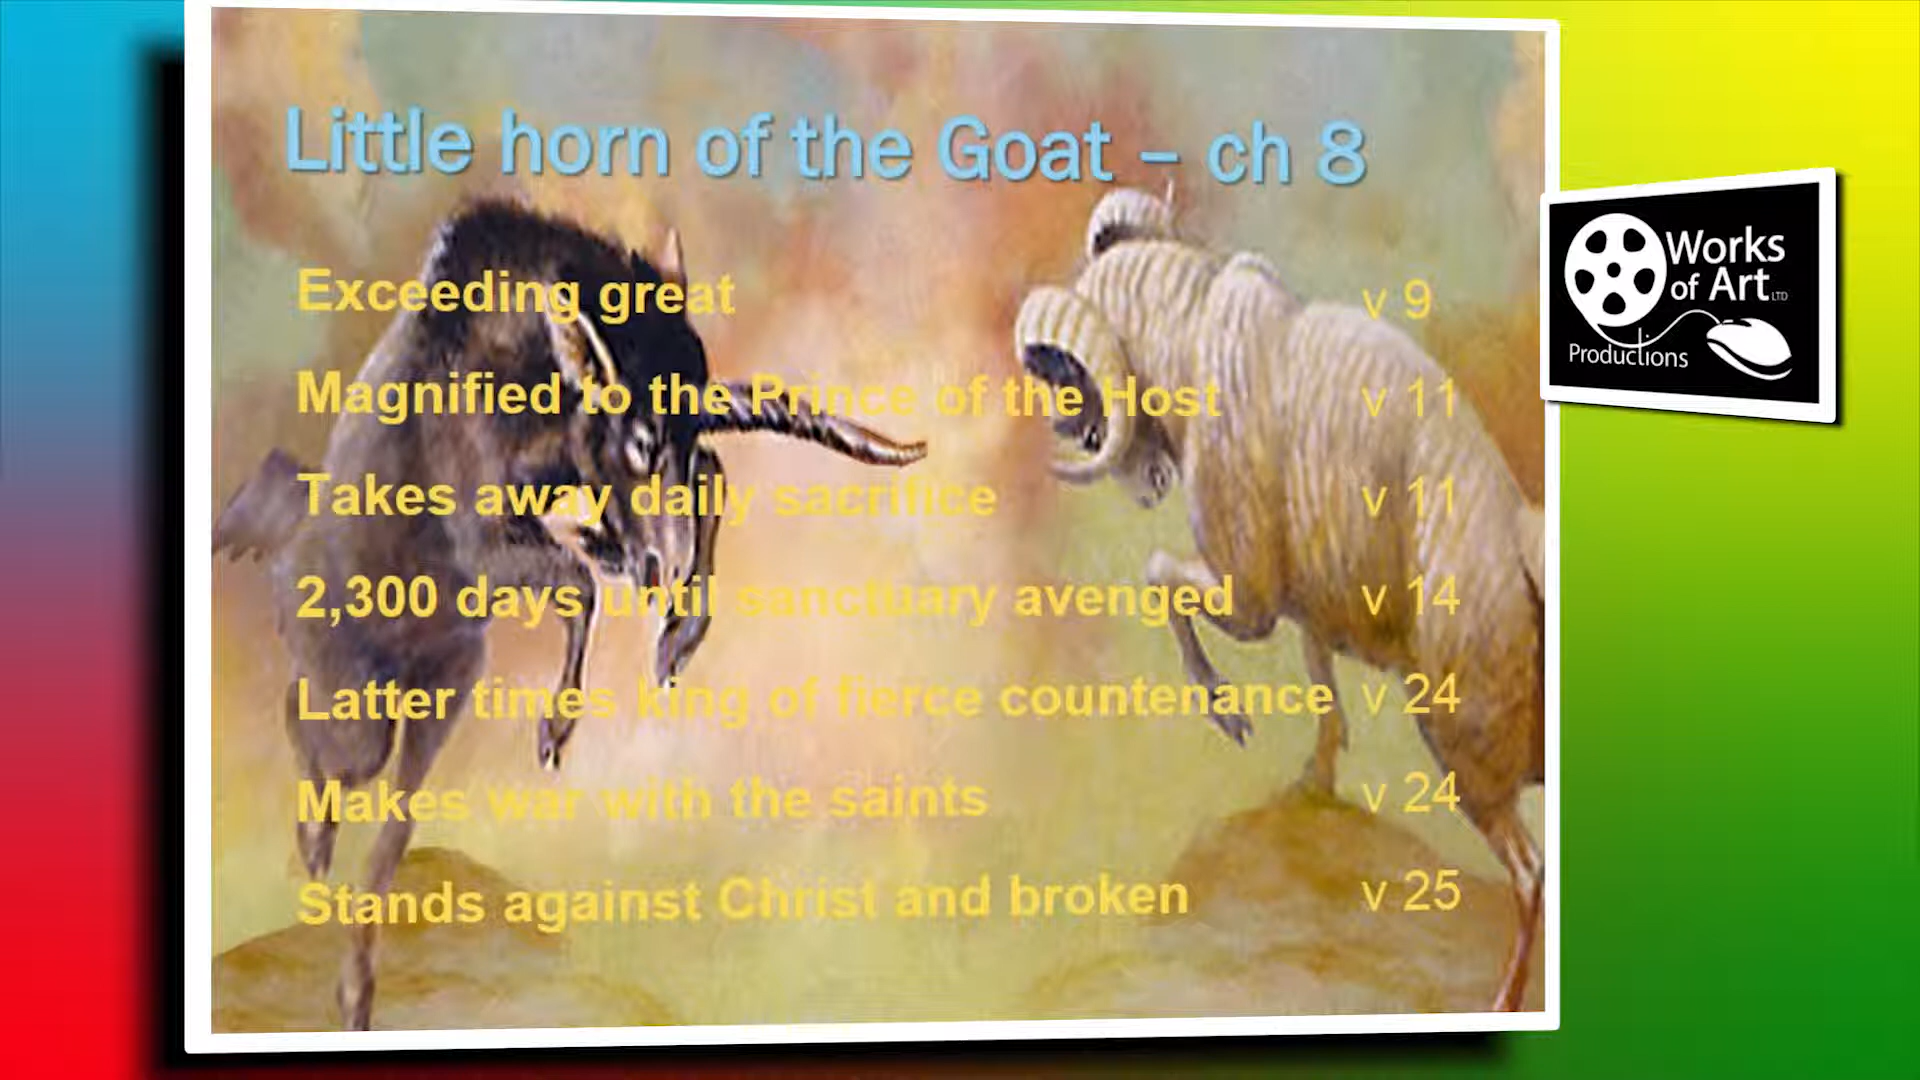 Little horn of the Goat – ch 8
Exceeding great v 9
Magnified to the Prince of the Host v 11
Takes away daily sacrifice v 11
2,300 days until sanctuary avenged v 14
Latter times king of fierce countenance v 24
Makes war with the saints v 24
Stands against Christ and broken v 25
Works
of Art LTD
Productions